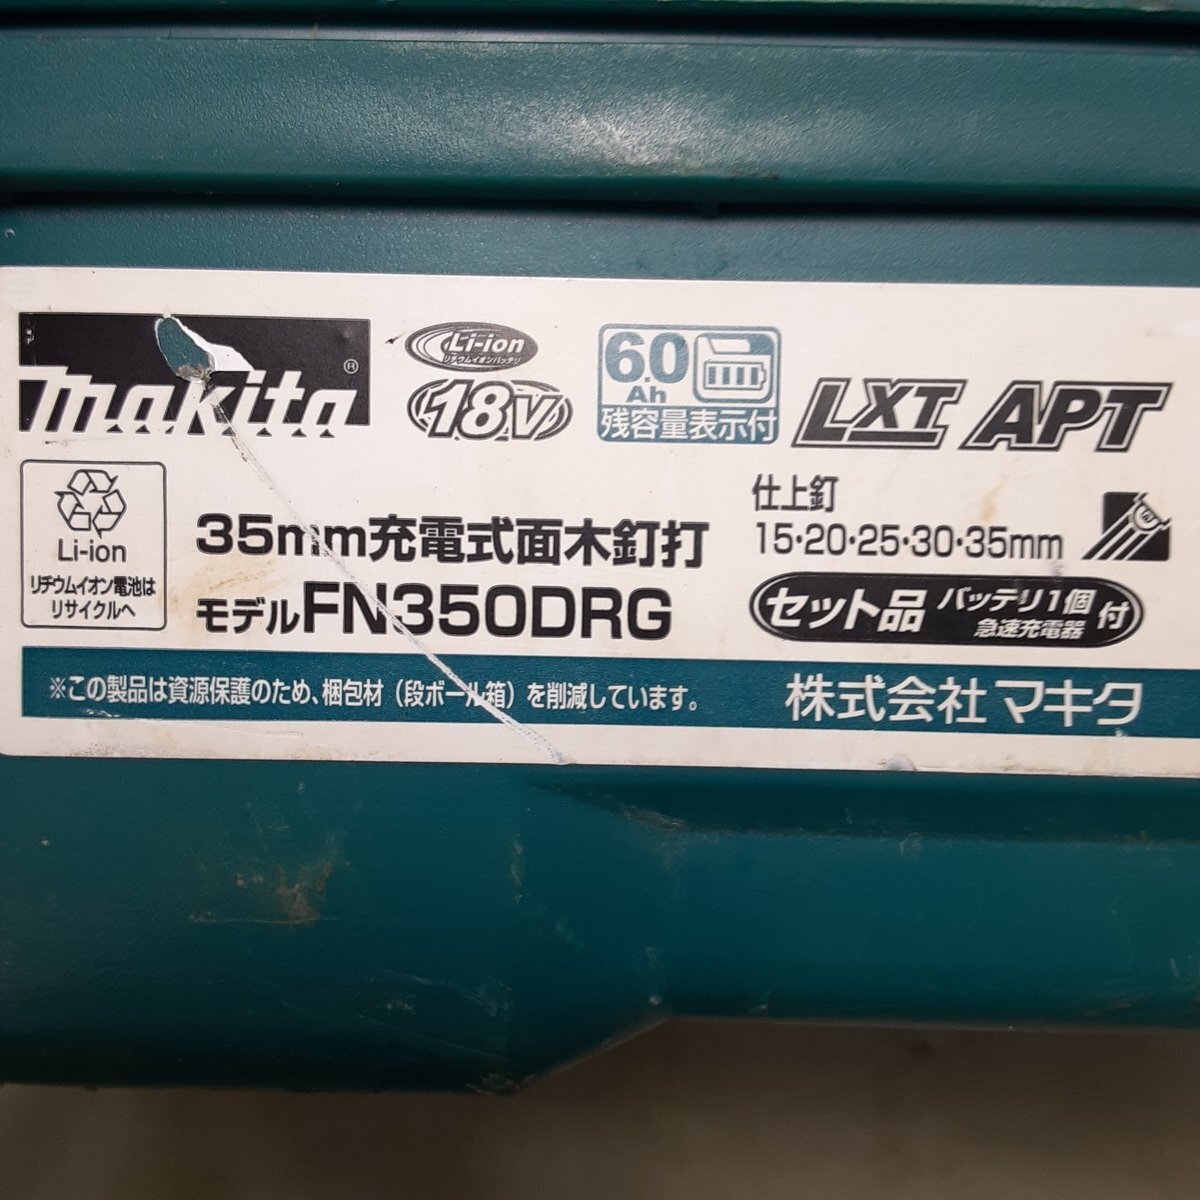 makita®
Li-ion
リチウムイオンバッテリ
18V
6.0
Ah
残容量表示付
LXT APT
Li-ion
リチウムイオン電池は
リサイクルへ
35mm充電式面木釘打
モデルFN350DRG
仕上釘
15・20・25・30・35mm
セット品 バッテリ1個
急速充電器 付
※この製品は資源保護のため、梱包材（段ボール箱）を削減しています。
株式会社マキタ